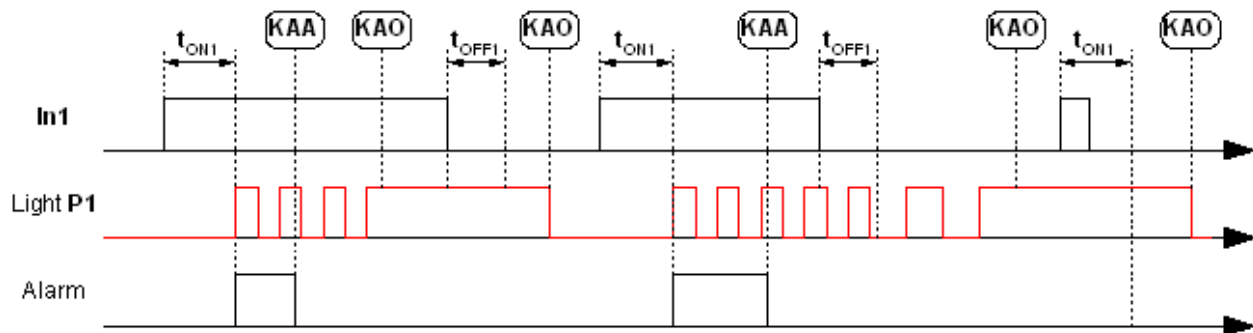 KAA KAO KAO KAA KAO KAO
tON1 tOFF1 tON1 tOFF1 tON1
In1
Light P1
Alarm